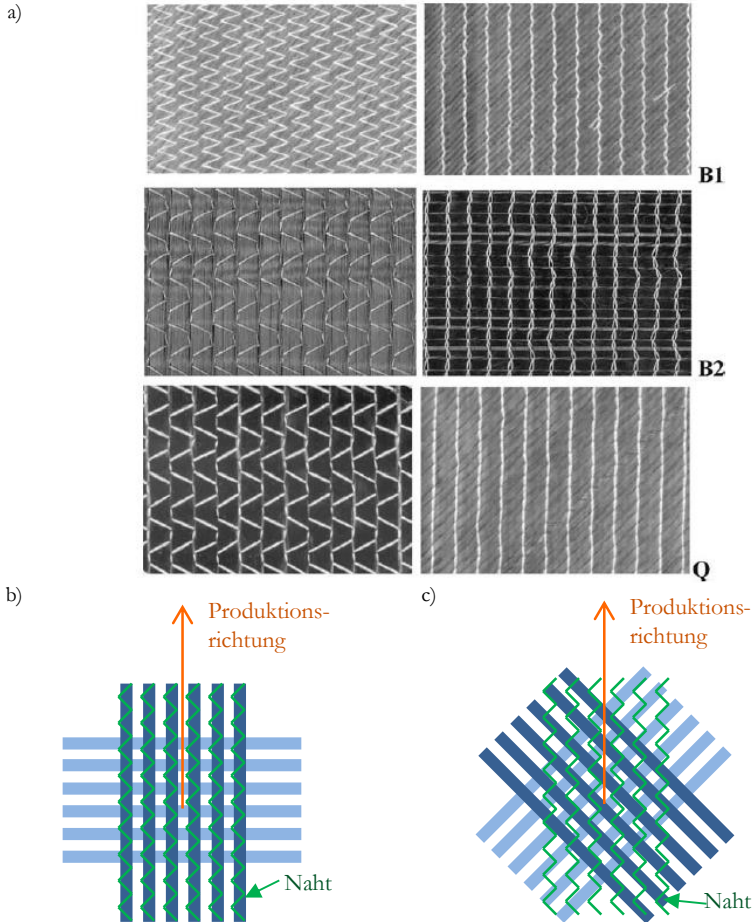 a)
B1
B2
Q
b)
Produktions-
richtung
Naht
c)
Produktions-
richtung
Naht